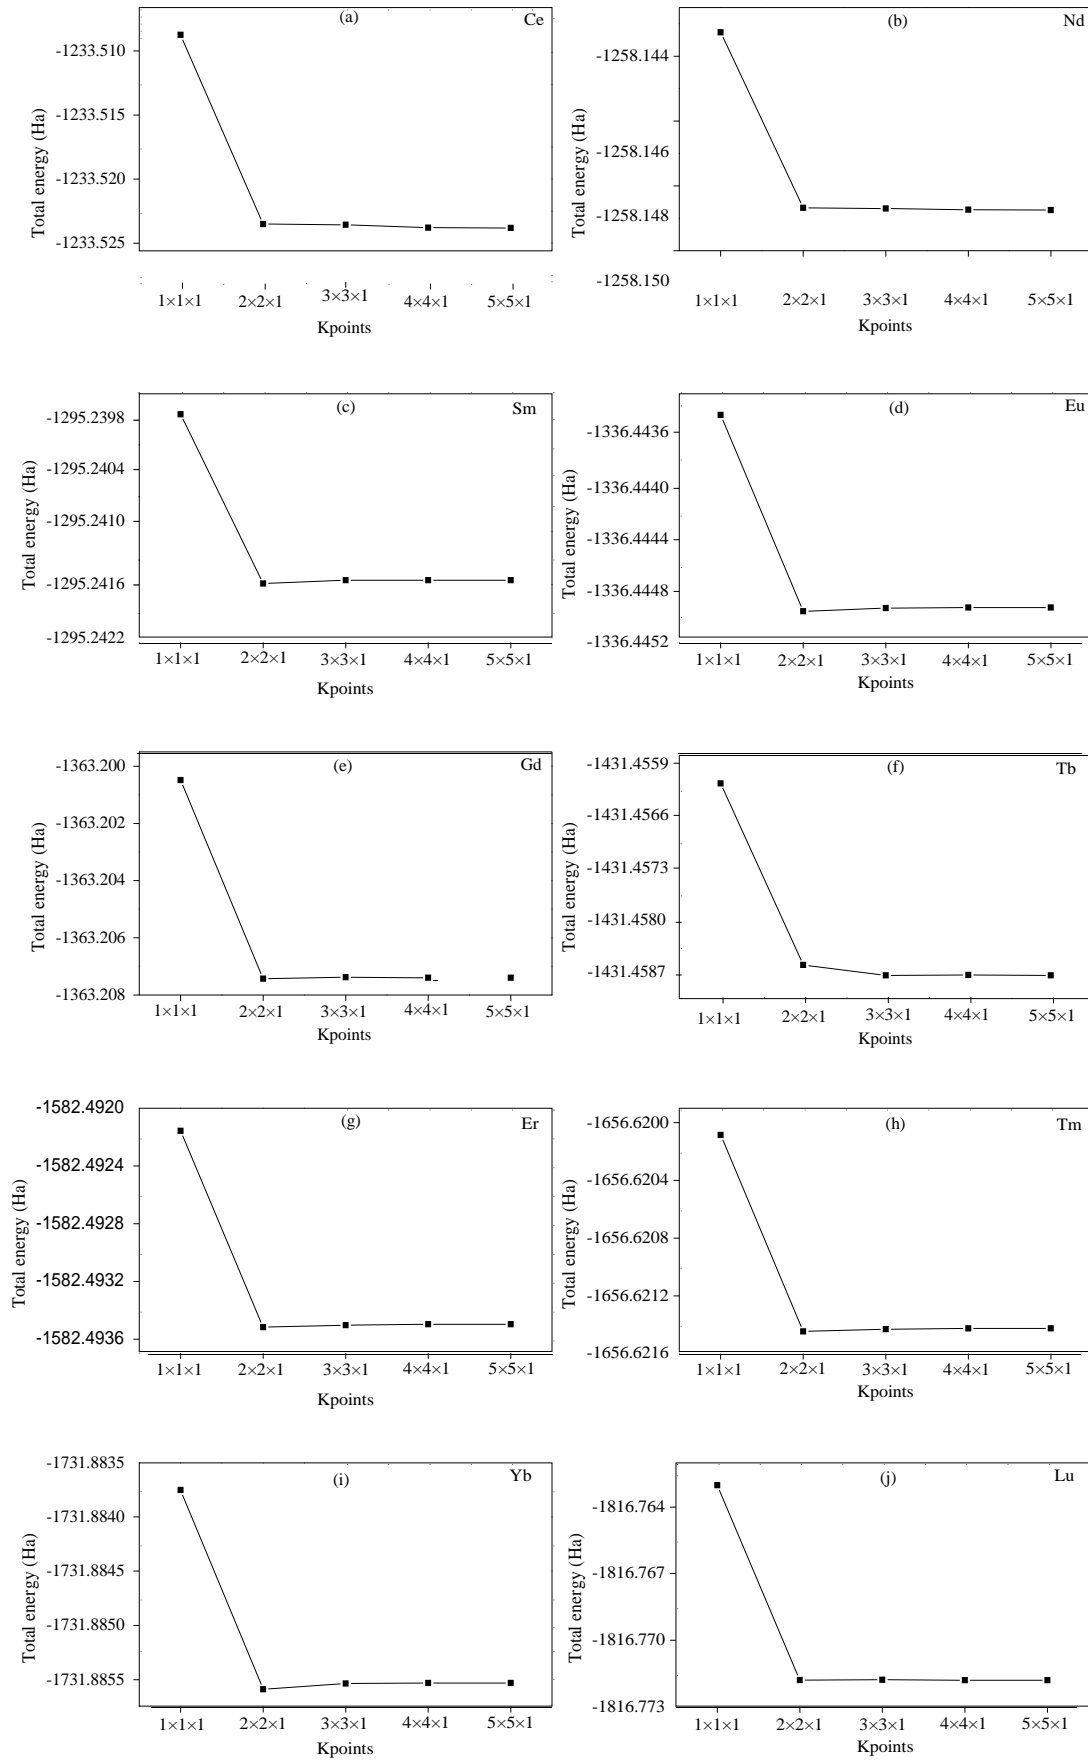 (a) Ce
-1233.510
-1233.515
-1233.520
-1233.525
Total energy (Ha)
1×1×1 2×2×1 3×3×1 4×4×1 5×5×1
Kpoints
(b) Nd
-1258.144
-1258.146
-1258.148
-1258.150
Total energy (Ha)
1×1×1 2×2×1 3×3×1 4×4×1 5×5×1
Kpoints
(c) Sm
-1295.2398
-1295.2404
-1295.2410
-1295.2416
-1295.2422
Total energy (Ha)
1×1×1 2×2×1 3×3×1 4×4×1 5×5×1
Kpoints
(d) Eu
-1336.4436
-1336.4440
-1336.4444
-1336.4448
-1336.4452
Total energy (Ha)
1×1×1 2×2×1 3×3×1 4×4×1 5×5×1
Kpoints
(e) Gd
-1363.200
-1363.202
-1363.204
-1363.206
-1363.208
Total energy (Ha)
1×1×1 2×2×1 3×3×1 4×4×1 5×5×1
Kpoints
(f) Tb
-1431.4559
-1431.4566
-1431.4573
-1431.4580
-1431.4587
Total energy (Ha)
1×1×1 2×2×1 3×3×1 4×4×1 5×5×1
Kpoints
(g) Er
-1582.4920
-1582.4924
-1582.4928
-1582.4932
-1582.4936
Total energy (Ha)
1×1×1 2×2×1 3×3×1 4×4×1 5×5×1
Kpoints
(h) Tm
-1656.6200
-1656.6204
-1656.6208
-1656.6212
-1656.6216
Total energy (Ha)
1×1×1 2×2×1 3×3×1 4×4×1 5×5×1
Kpoints
(i) Yb
-1731.8835
-1731.8840
-1731.8845
-1731.8850
-1731.8855
Total energy (Ha)
1×1×1 2×2×1 3×3×1 4×4×1 5×5×1
Kpoints
(j) Lu
-1816.764
-1816.767
-1816.770
-1816.773
Total energy (Ha)
1×1×1 2×2×1 3×3×1 4×4×1 5×5×1
Kpoints